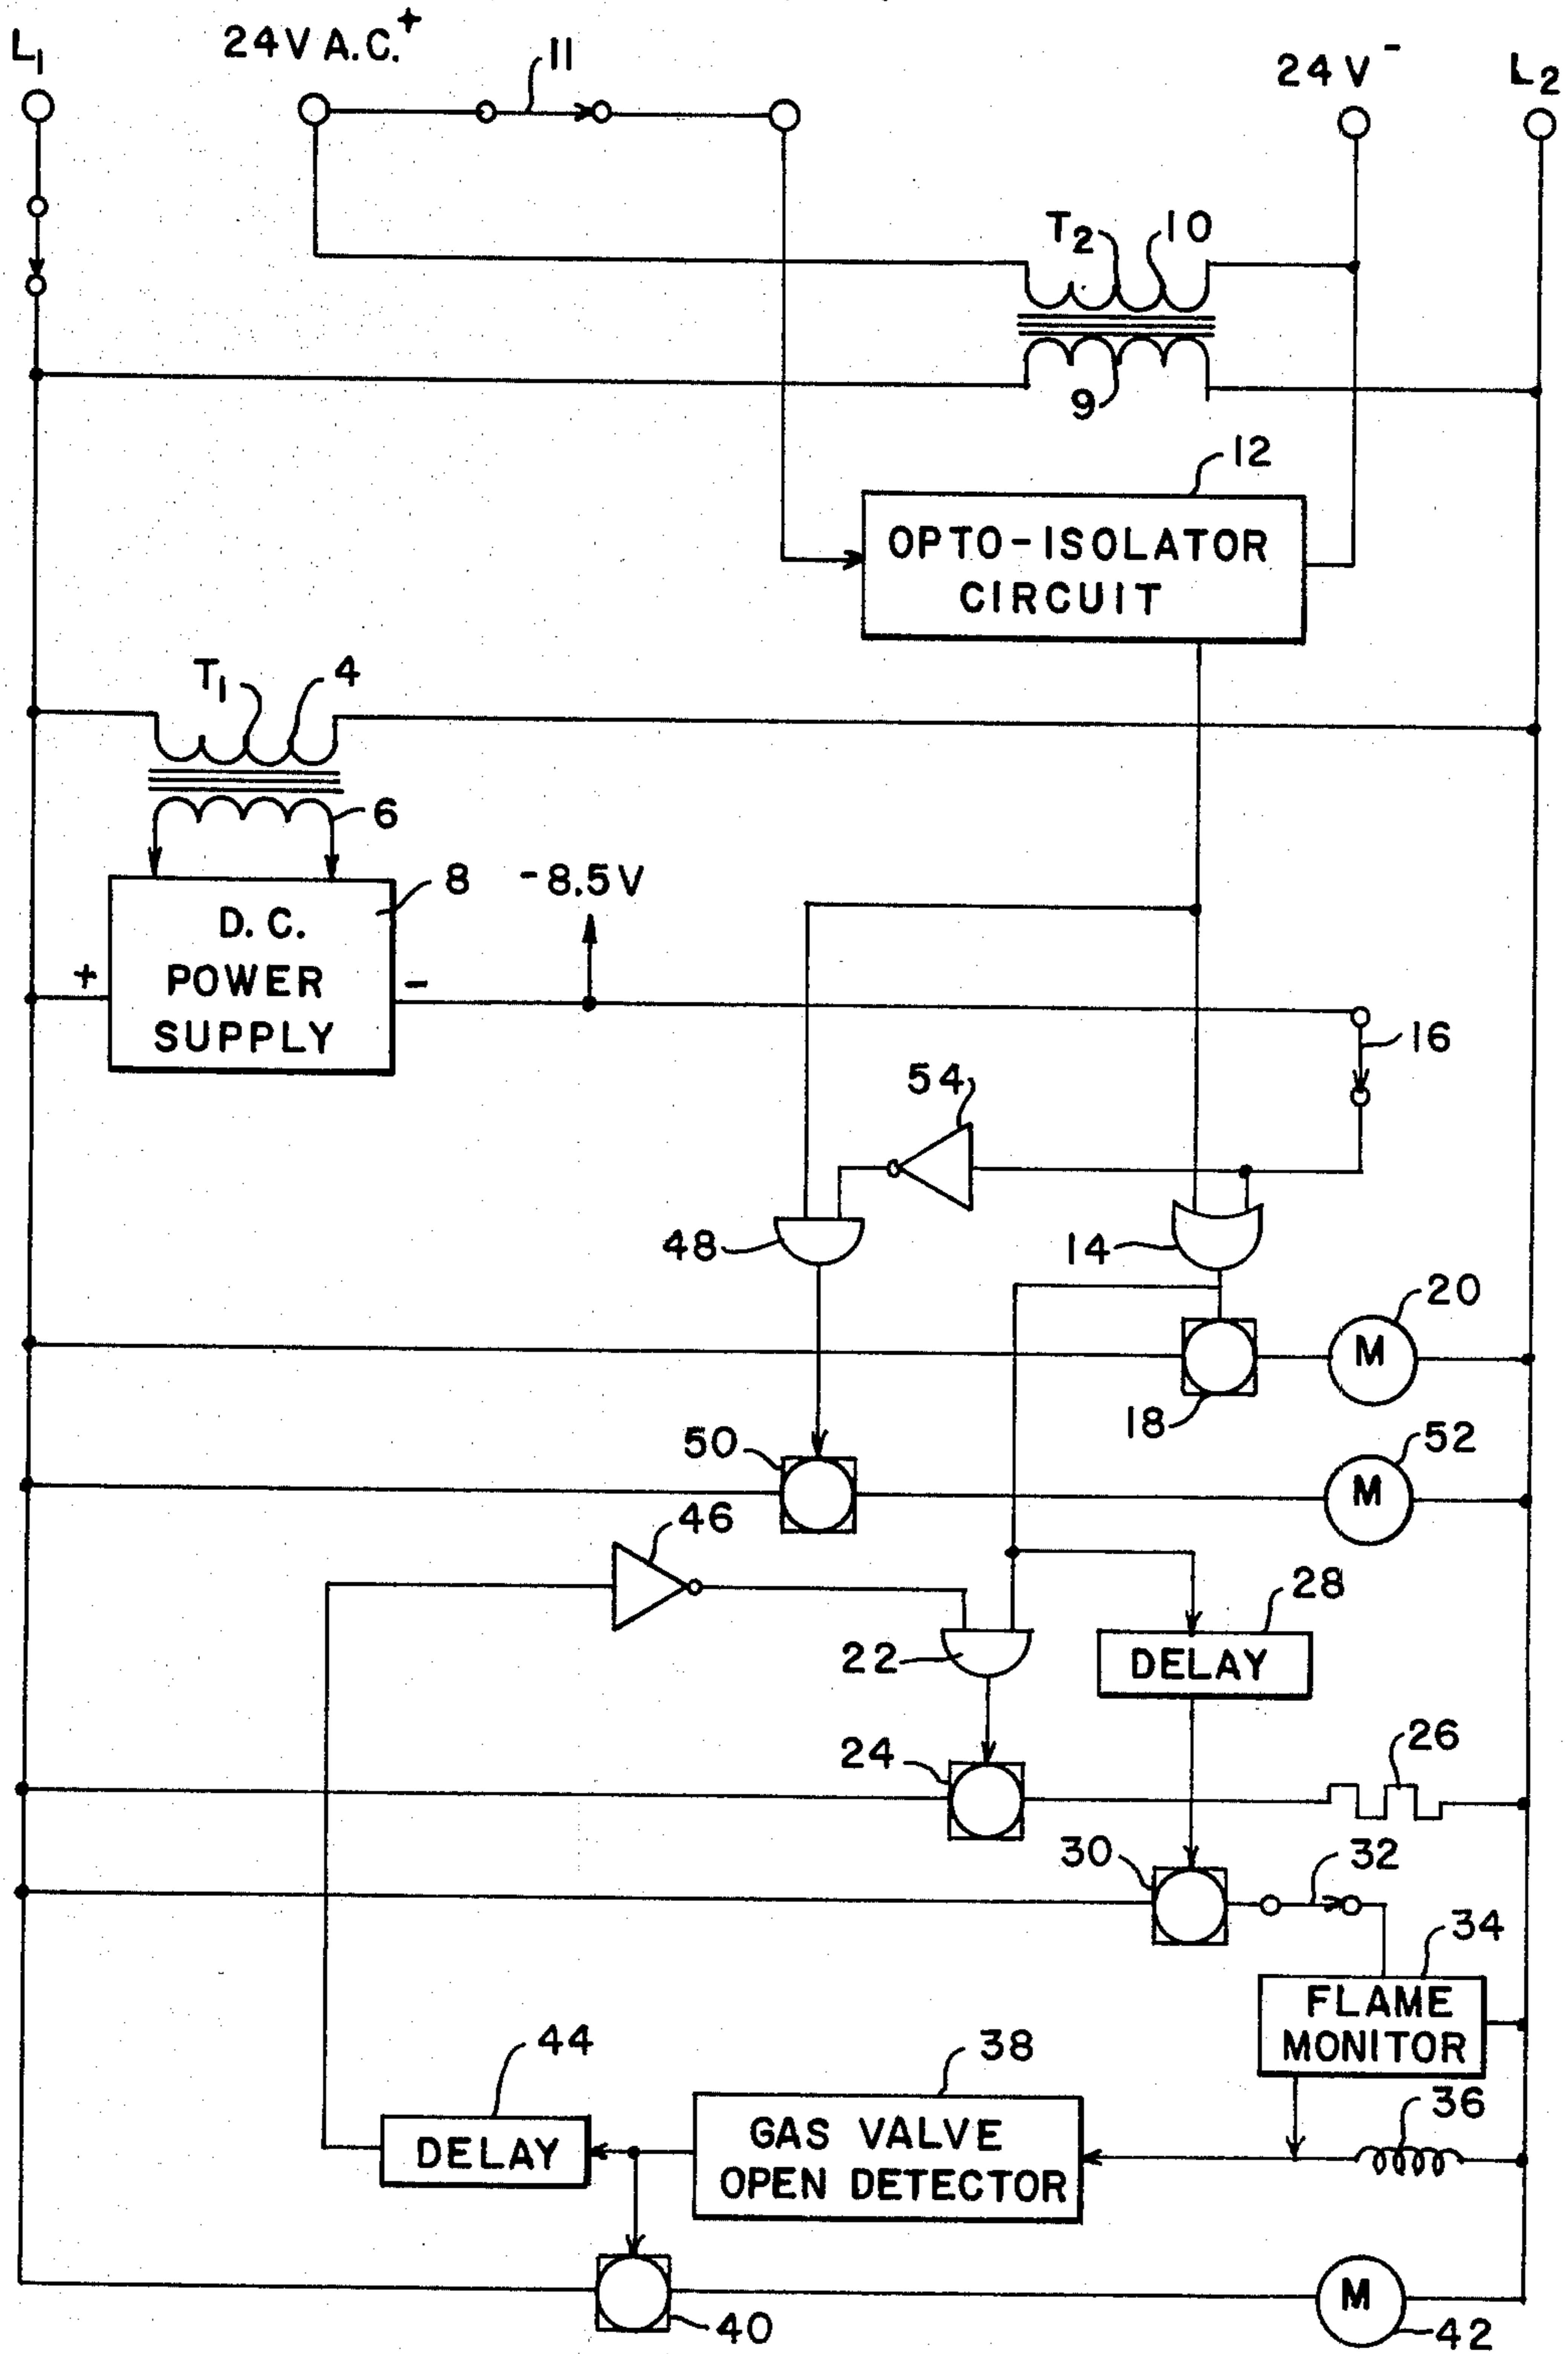 L1
24V A.C.+
11
24V-
L2
T2
10
9
12
OPTO-ISOLATOR
CIRCUIT
T1
4
6
8
-8.5V
D.C.
POWER
SUPPLY
+
-
16
54
48
14
20
M
18
50
52
M
46
28
22
DELAY
24
26
30
32
34
FLAME
MONITOR
44
38
36
GAS VALVE
OPEN DETECTOR
DELAY
M
40
42